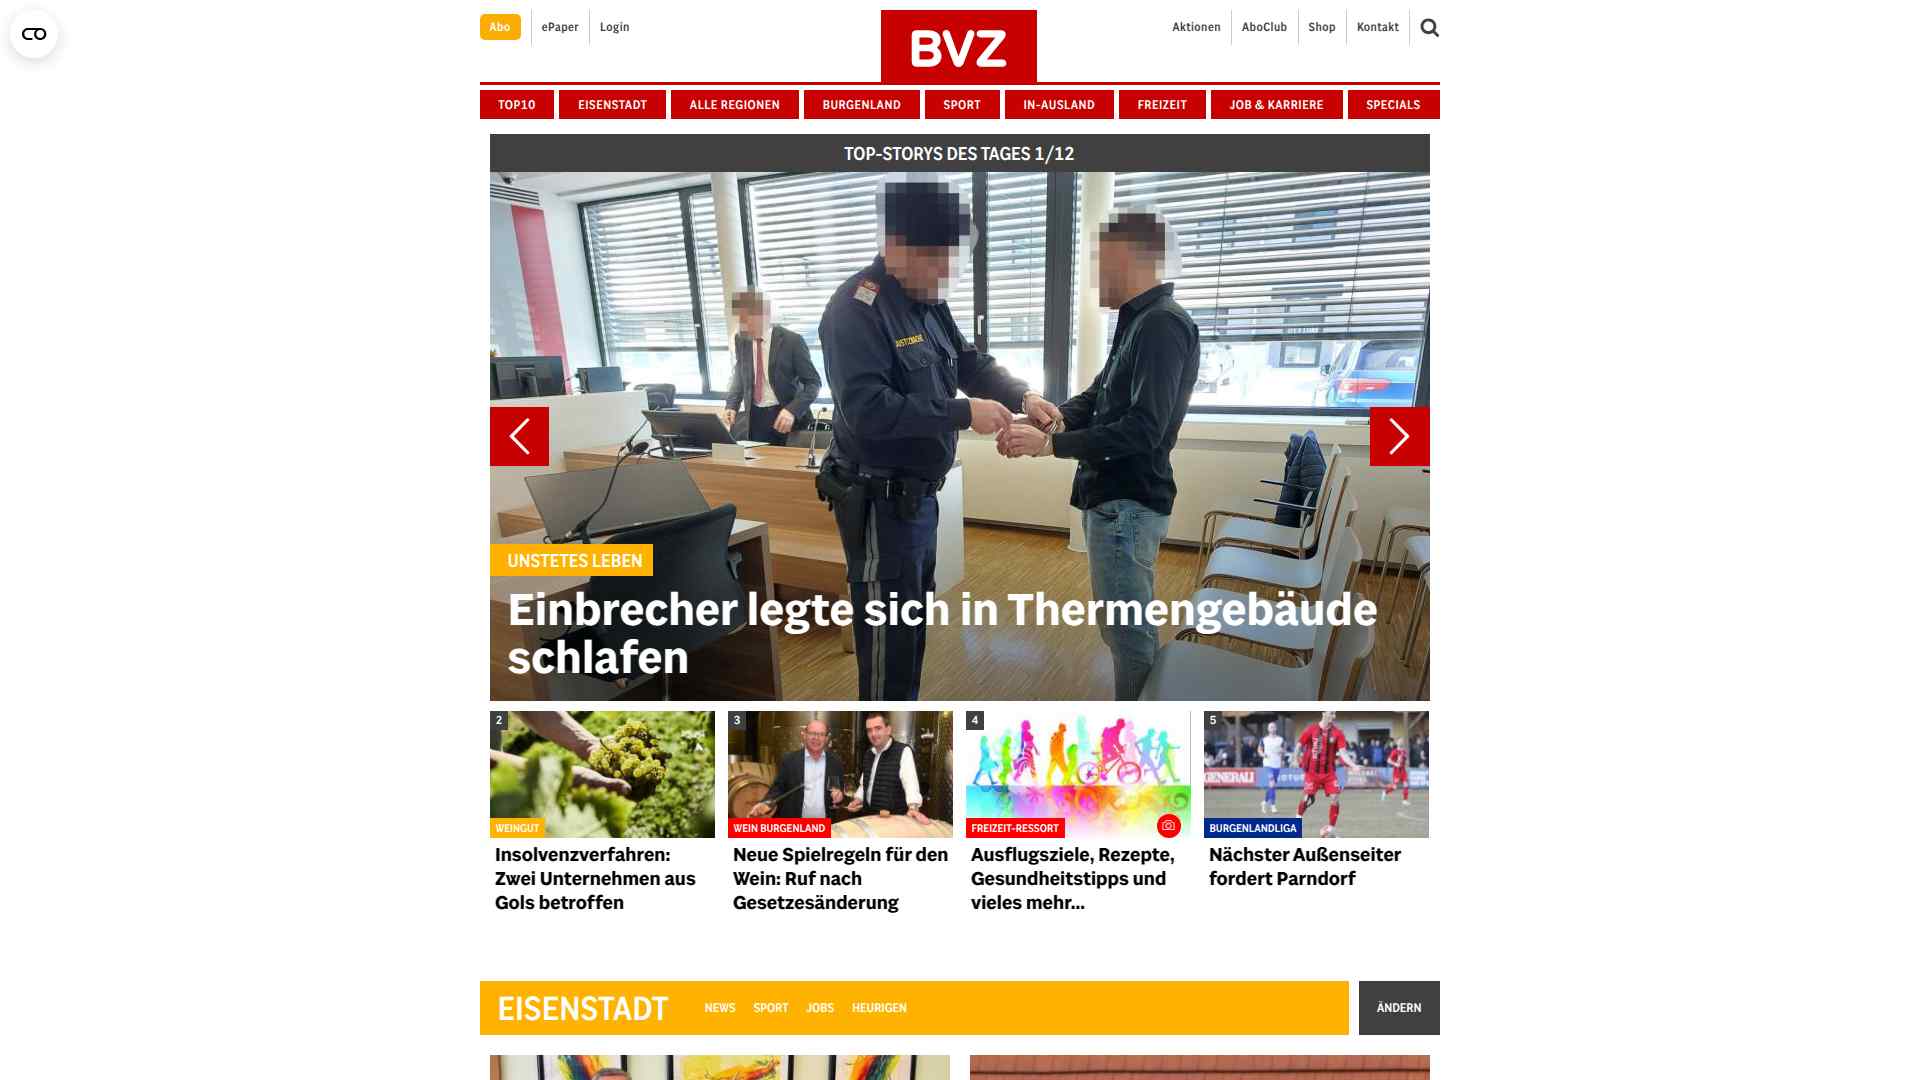 Abo
ePaper
Login
BVZ
Aktionen
AboClub
Shop
Kontakt
TOP10
EISENSTADT
ALLE REGIONEN
BURGENLAND
SPORT
IN-AUSLAND
FREIZEIT
JOB & KARRIERE
SPECIALS
TOP-STORYS DES TAGES 1/12
UNSTETES LEBEN
Einbrecher legte sich in Thermengebäude
schlafen
2
WEINGUT
Insolvenzverfahren:
Zwei Unternehmen aus
Gols betroffen
3
WEIN BURGENLAND
Neue Spielregeln für den
Wein: Ruf nach
Gesetzesänderung
4
FREIZEIT-RESSORT
Ausflugsziele, Rezepte,
Gesundheitstipps und
vieles mehr...
5
GENERALI
BURGENLANDLIGA
Nächster Außenseiter
fordert Parndorf
EISENSTADT
NEWS
SPORT
JOBS
HEURIGEN
ÄNDERN